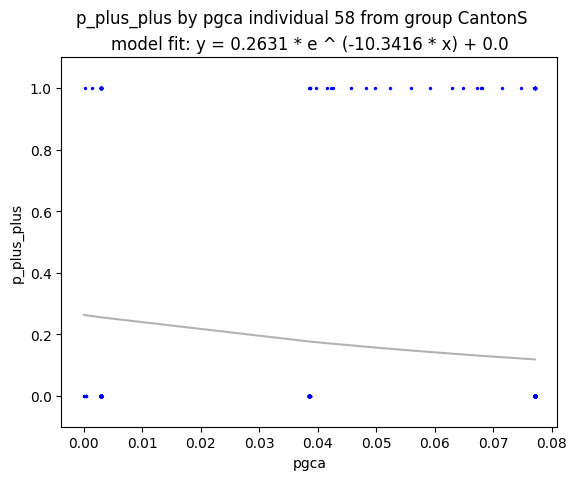 p_plus_plus by pgca individual 58 from group CantonS
model fit: y = 0.2631 * e ^ (-10.3416 * x) + 0.0
1.0
0.8
0.6
0.4
0.2
0.0
p_plus_plus
0.00 0.01 0.02 0.03 0.04 0.05 0.06 0.07 0.08
pgca